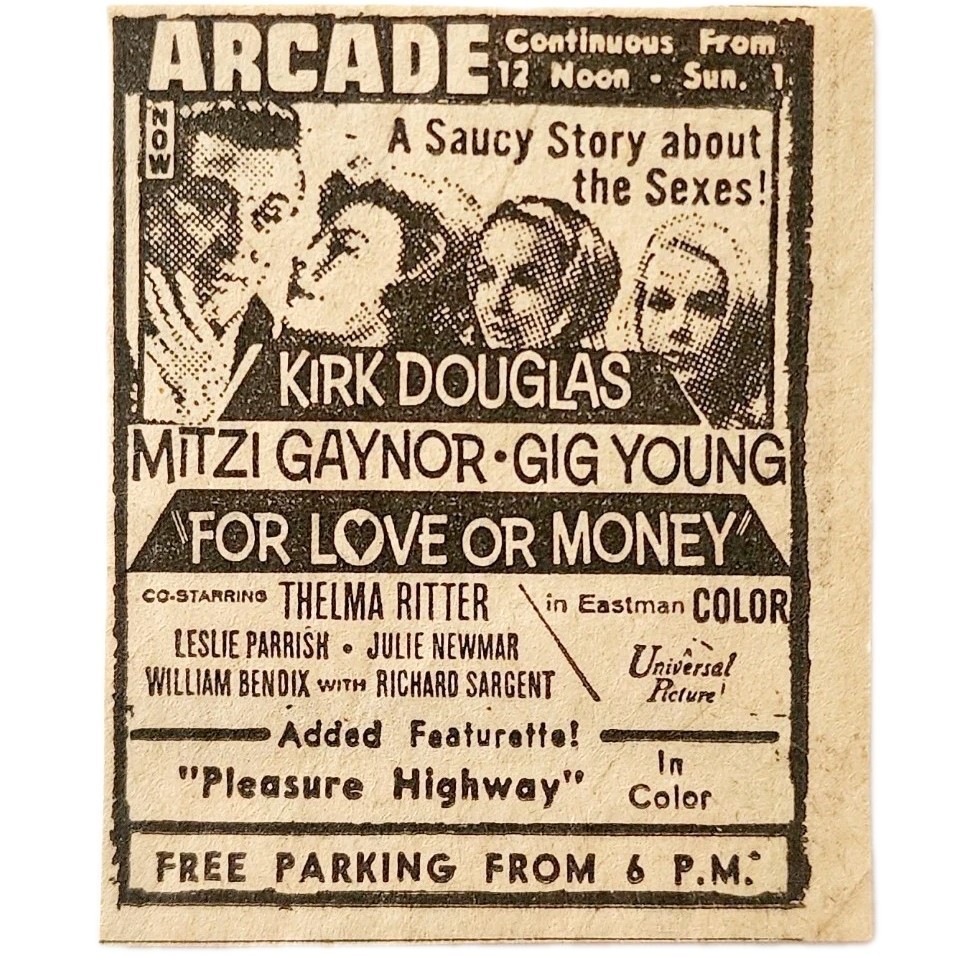 ARCADE
Continuous From
12 Noon - Sun. 1
NOW
A Saucy Story about
the Sexes!
KIRK DOUGLAS
MITZI GAYNOR • GIG YOUNG
"FOR LOVE OR MONEY"
CO-STARRING THELMA RITTER
LESLIE PARRISH • JULIE NEWMAR
WILLIAM BENDIX WITH RICHARD SARGENT
in Eastman COLOR
Universal
Picture
Added Featurette!
"Pleasure Highway"
In
Color
FREE PARKING FROM 6 P.M.